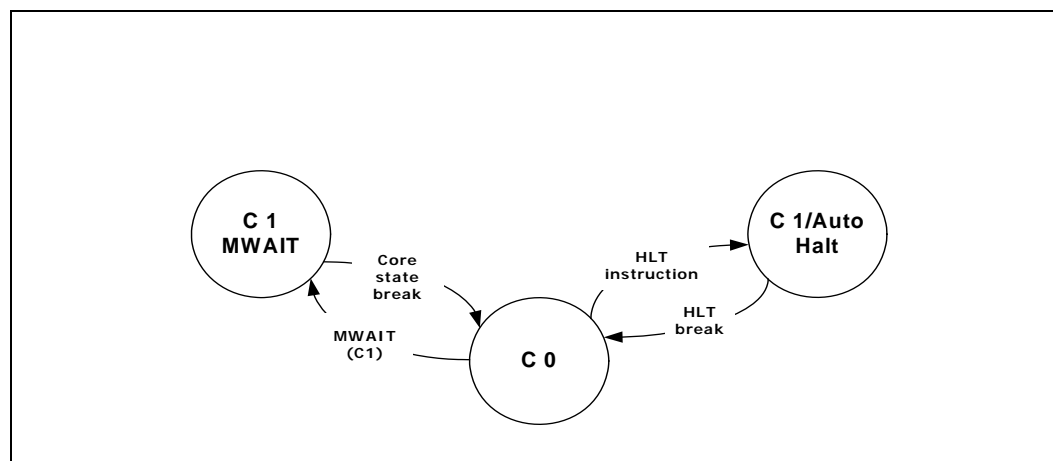 C 1
MWAIT
C 1/Auto
Halt
Core
state
break
HLT
instruction
MWAIT
(C1)
HLT
break
C 0